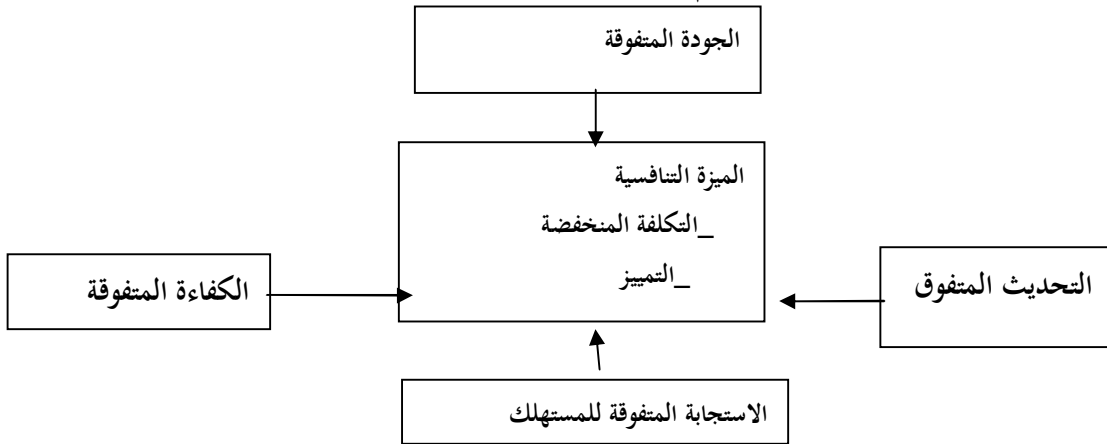 الجودة المتفوقة
الميزة التنافسية
_التكلفة المنخفضة
_التمييز
التحديث المتفوق
الكفاءة المتفوقة
الاستجابة المتفوقة للمستهلك